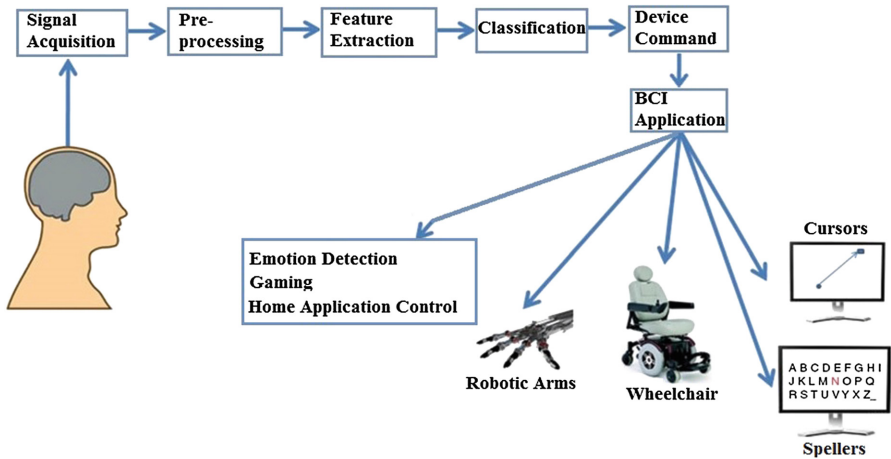 Signal
Acquisition
Pre-
processing
Feature
Extraction
Classification
Device
Command
BCI
Application
Emotion Detection
Gaming
Home Application Control
Robotic Arms
Wheelchair
Cursors
A B C D E F G H I
J K L M N O P Q
R S T U V Y X Z _
Spellers